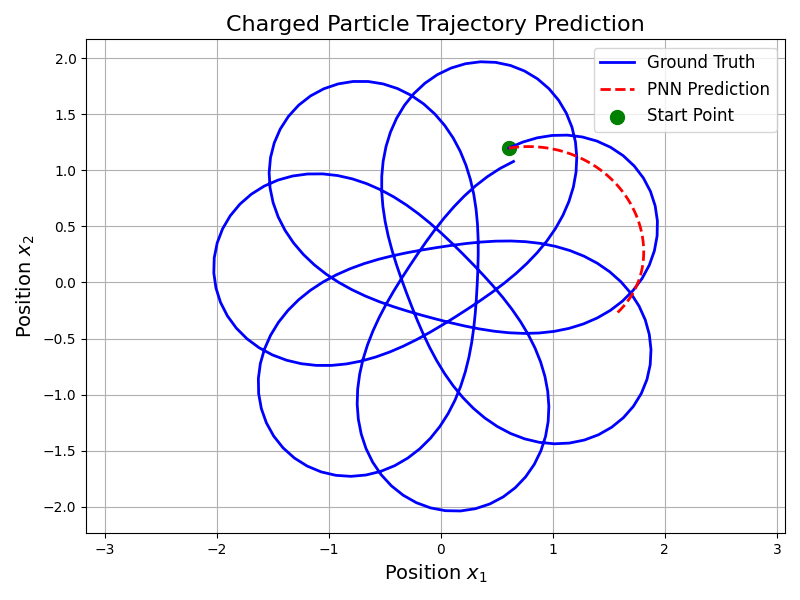 Charged Particle Trajectory Prediction
Ground Truth
PNN Prediction
Start Point
2.0
1.5
1.0
0.5
0.0
−0.5
−1.0
−1.5
−2.0
Position x₂
−3
−2
−1
0
1
2
3
Position x₁